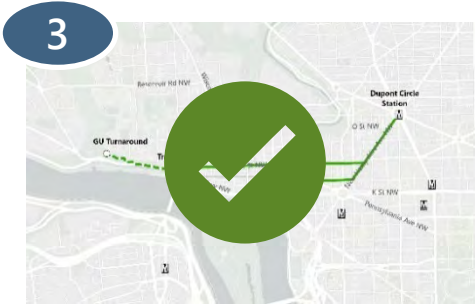 3
Reservoir Rd NW
Dupont Circle
Station
O St NW
GU Turnaround
K St NW
Pennsylvania Ave NW